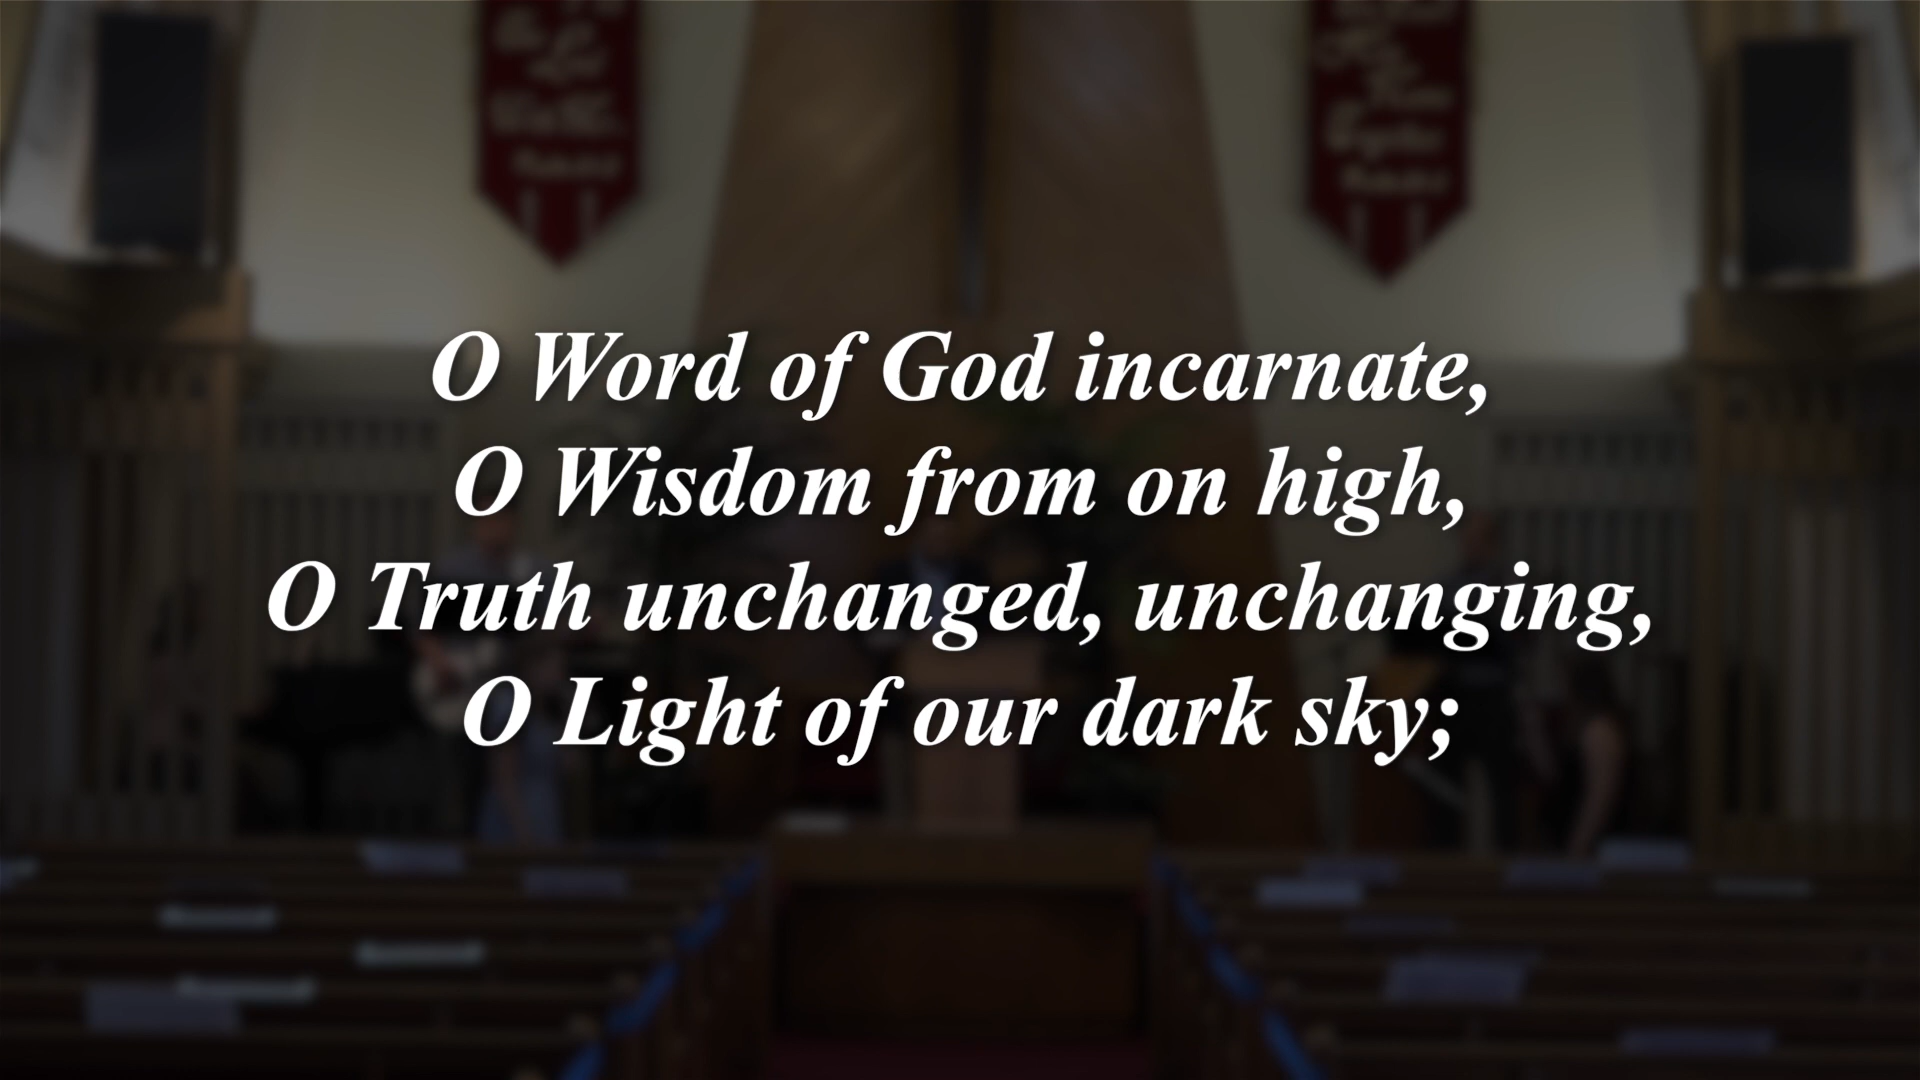 O Word of God incarnate,
O Wisdom from on high,
O Truth unchanged, unchanging,
O Light of our dark sky;